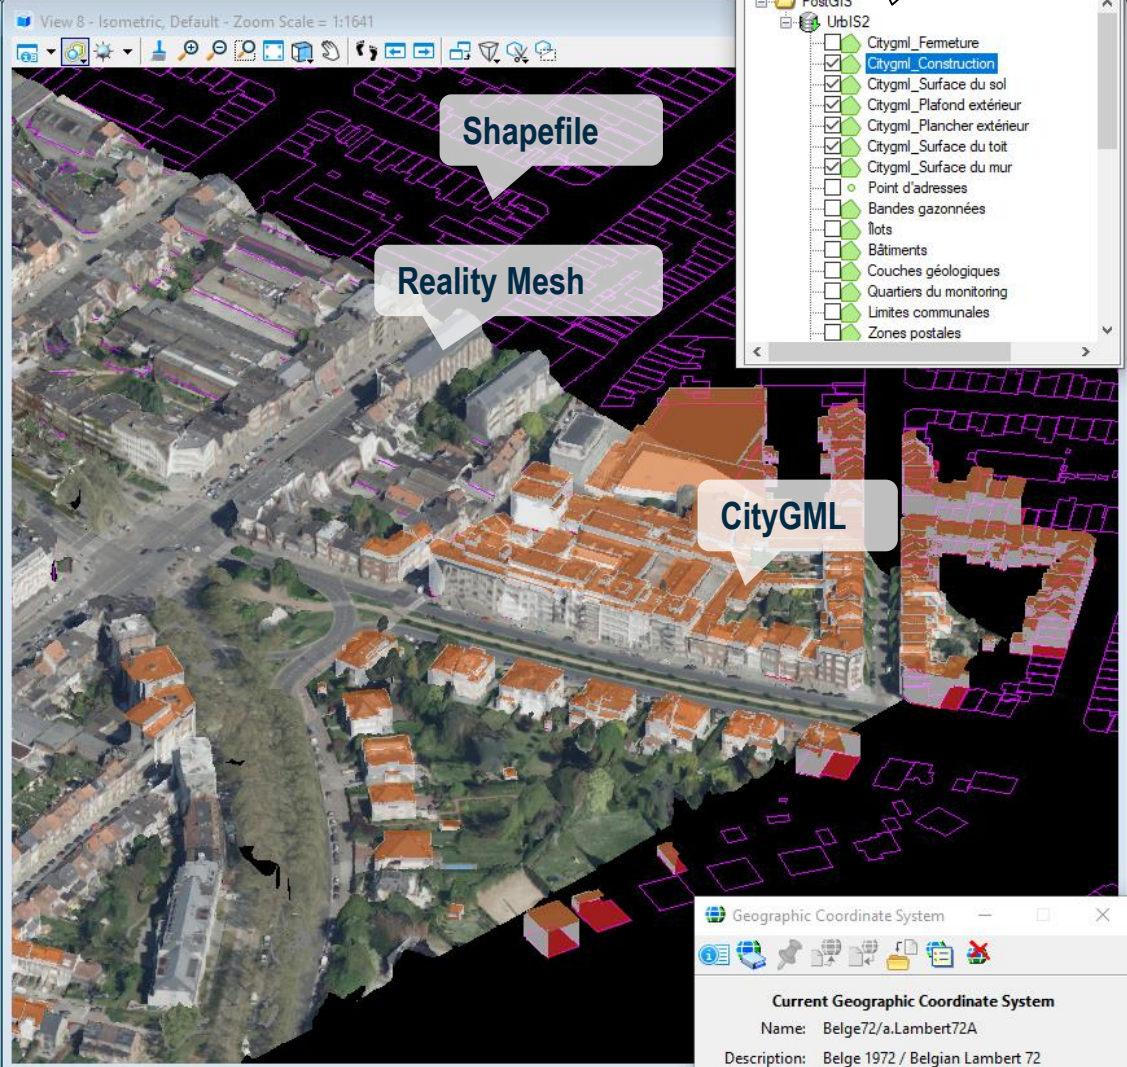 View 8 - Isometric, Default - Zoom Scale = 1:1641
PostGIS
UrbIS2
Citygml_Fermeture
Citygml_Construction
Citygml_Surface du sol
Citygml_Plafond extérieur
Citygml_Plancher extérieur
Citygml_Surface du toit
Citygml_Surface du mur
Point d'adresses
Bandes gazonnées
Îlots
Bâtiments
Couches géologiques
Quartiers du monitoring
Limites communales
Zones postales
Shapefile
Reality Mesh
CityGML
Geographic Coordinate System
Current Geographic Coordinate System
Name: Belge72/a.Lambert72A
Description: Belge 1972 / Belgian Lambert 72